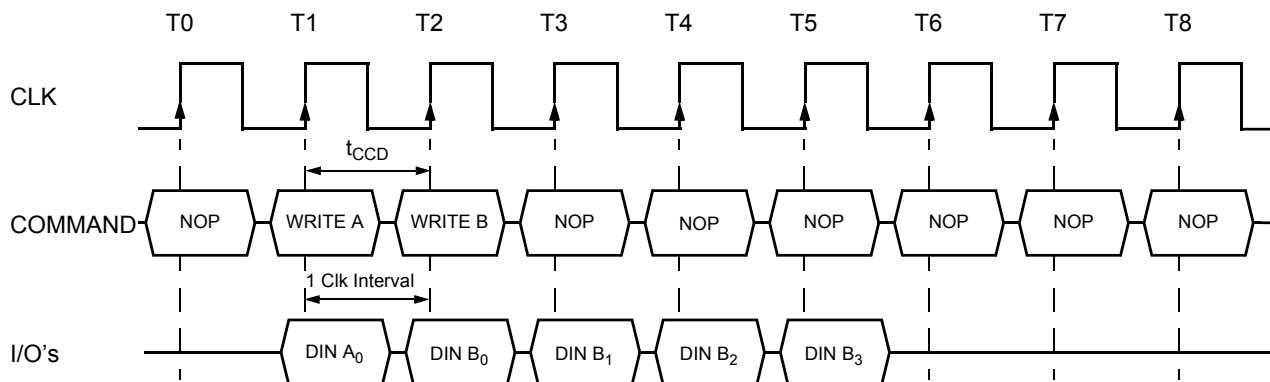 T0 T1 T2 T3 T4 T5 T6 T7 T8
CLK
tCCD
COMMAND NOP WRITE A WRITE B NOP NOP NOP NOP NOP NOP
1 Clk Interval
I/O's DIN A0 DIN B0 DIN B1 DIN B2 DIN B3